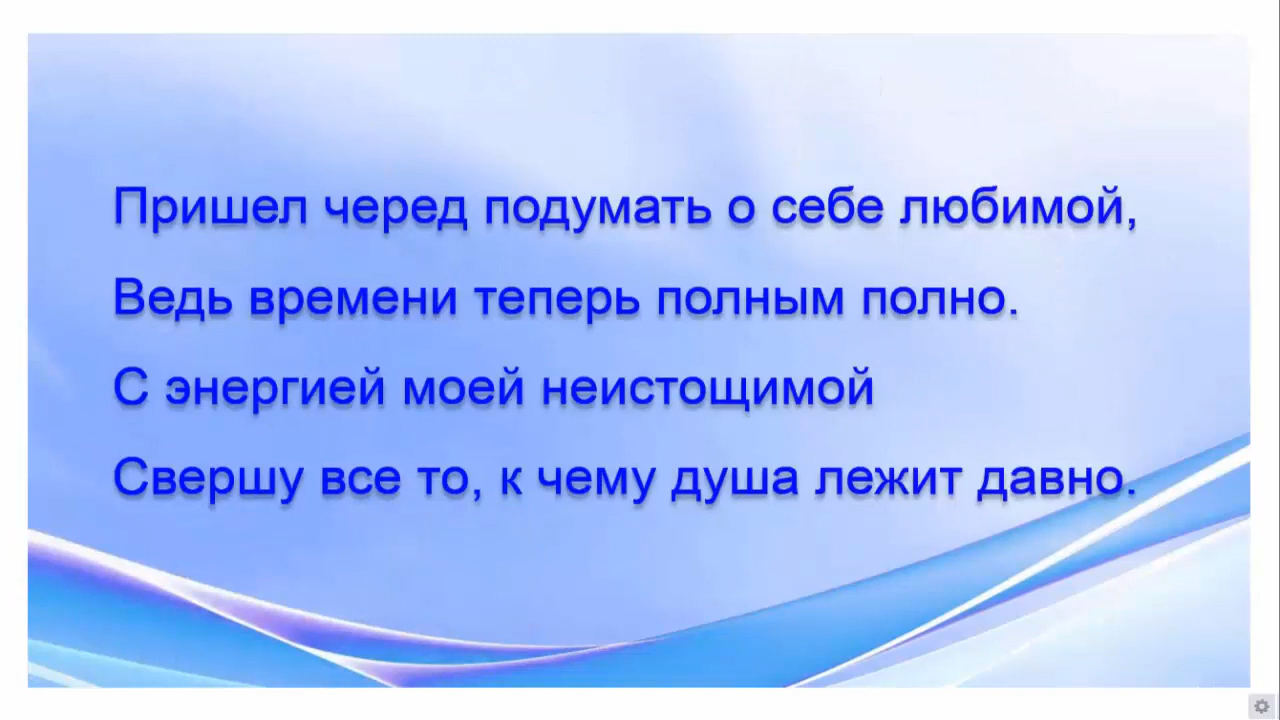 Пришел черед подумать о себе любимой,
Ведь времени теперь полным полно.
С энергией моей неистощимой
Свершу все то, к чему душа лежит давно.